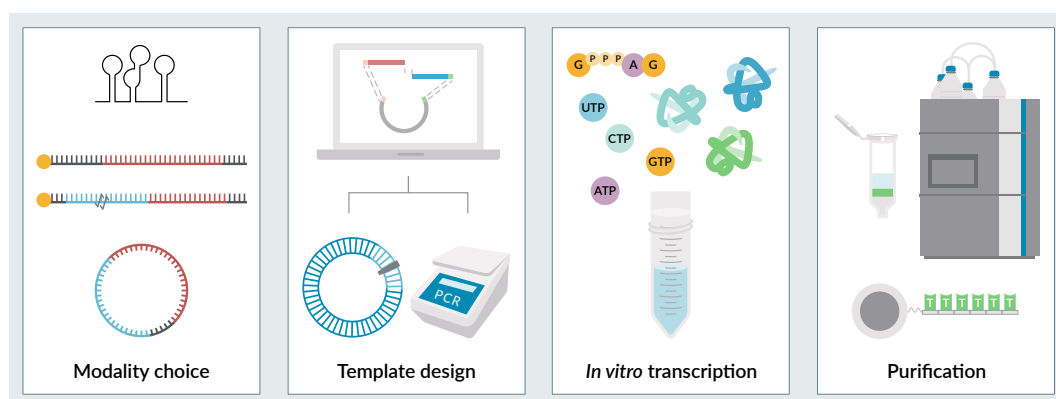 G P P P A G
UTP
CTP
GTP
ATP
PCR
T T T T T T
Modality choice
Template design
In vitro transcription
Purification